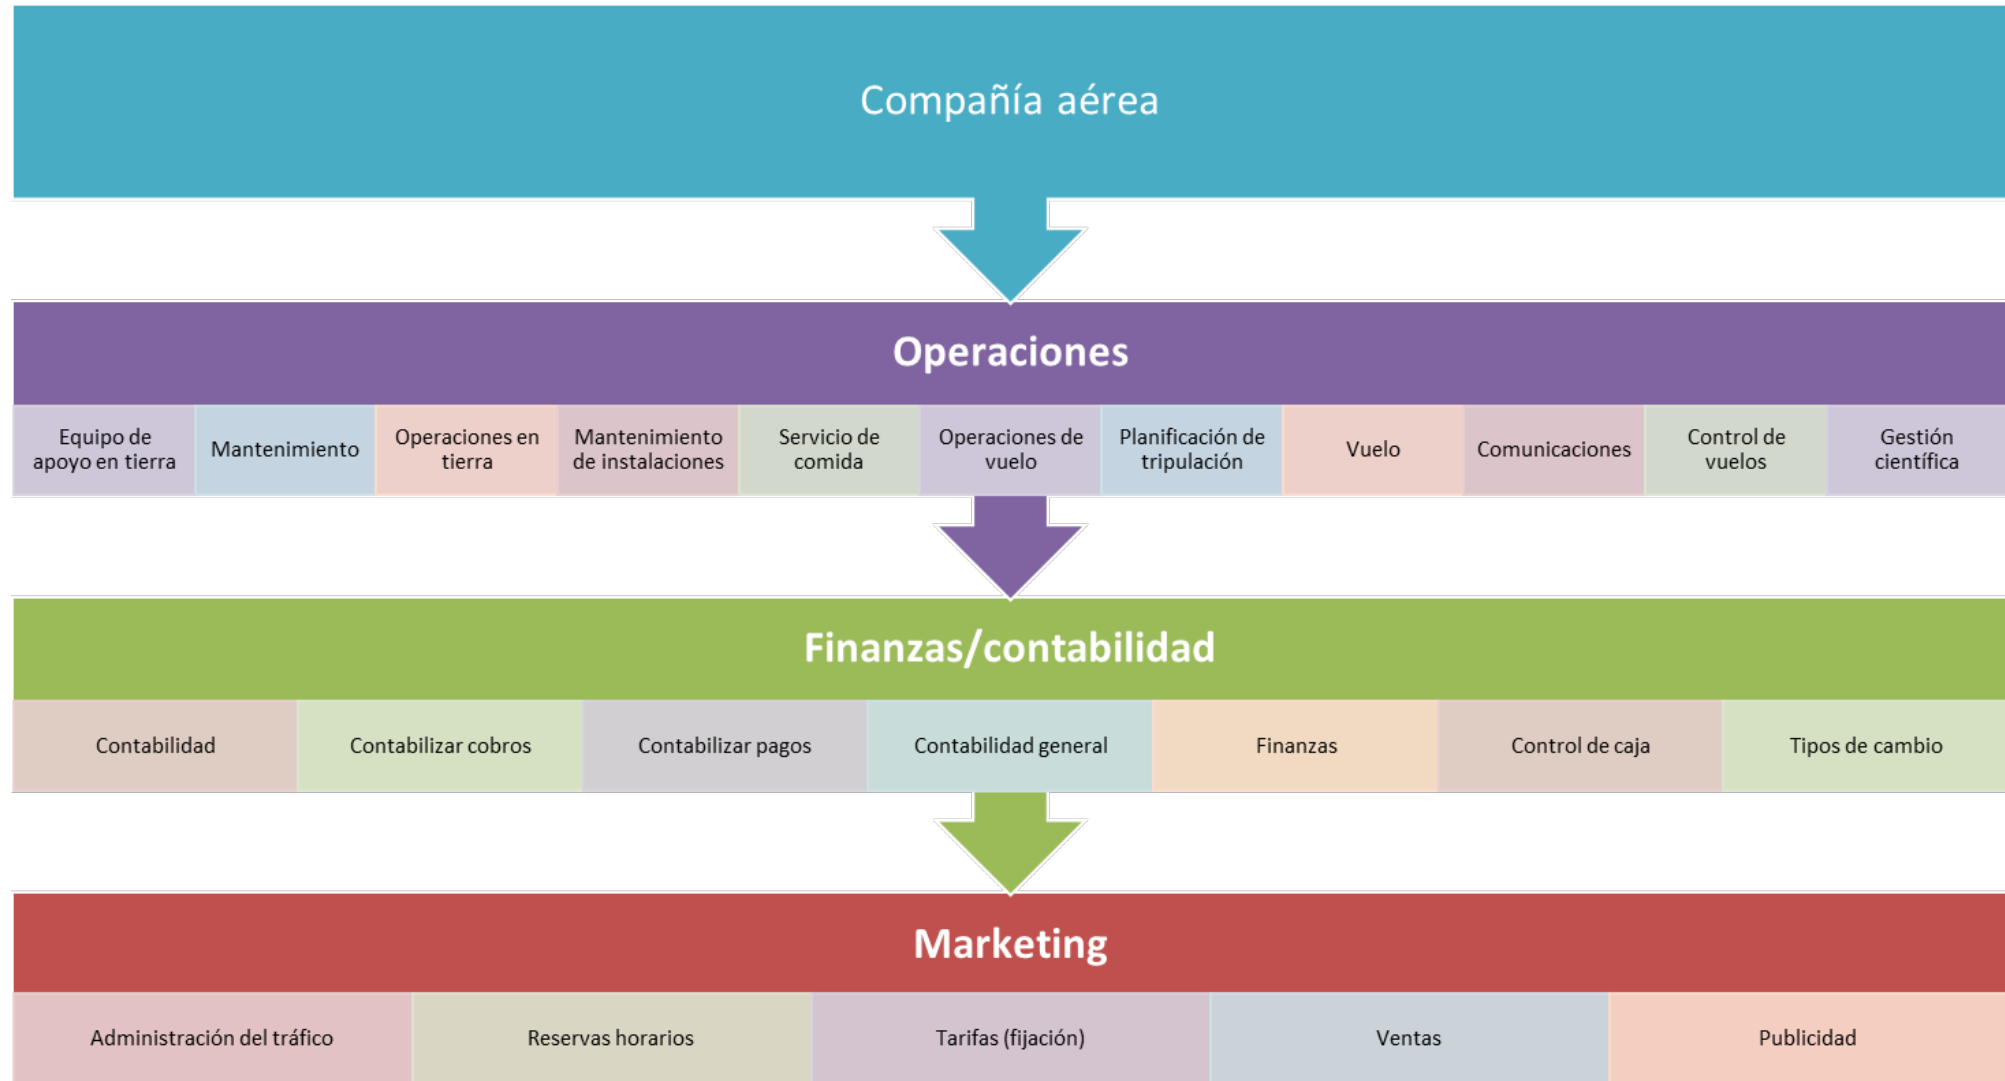 Compañía aérea
Operaciones
Equipo de
apoyo en tierra
Mantenimiento
Operaciones en
tierra
Mantenimiento
de instalaciones
Servicio de
comida
Operaciones de
vuelo
Planificación de
tripulación
Vuelo
Comunicaciones
Control de
vuelos
Gestión
científica
Finanzas/contabilidad
Contabilidad
Contabilizar cobros
Contabilizar pagos
Contabilidad general
Finanzas
Control de caja
Tipos de cambio
Marketing
Administración del tráfico
Reservas horarios
Tarifas (fijación)
Ventas
Publicidad